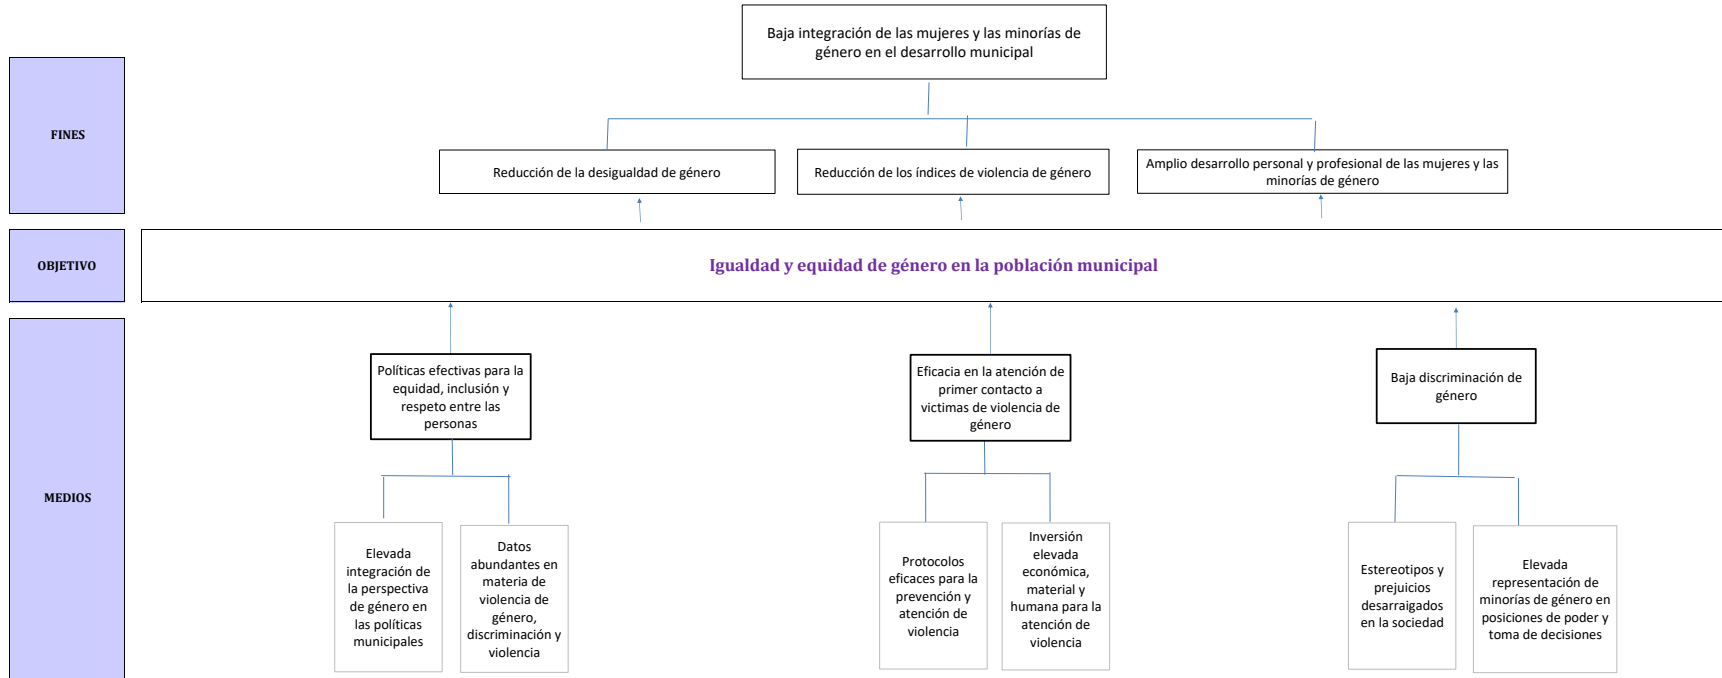 Baja integración de las mujeres y las minorías de
género en el desarrollo municipal
FINES
Reducción de la desigualdad de género
Reducción de los índices de violencia de género
Amplio desarrollo personal y profesional de las mujeres y las
minorías de género
OBJETIVO
Igualdad y equidad de género en la población municipal
MEDIOS
Políticas efectivas para la
equidad, inclusión y
respeto entre las
personas
Eficacia en la atención de
primer contacto a
victimas de violencia de
género
Baja discriminación de
género
Elevada
integración de
la perspectiva
de género en
las políticas
municipales
Datos
abundantes en
materia de
violencia de
género,
discriminación y
violencia
Protocolos
eficaces para la
prevención y
atención de
violencia
Inversión
elevada
económica,
material y
humana para la
atención de
violencia
Estereotipos y
prejuicios
desarraigados
en la sociedad
Elevada
representación de
minorías de género en
posiciones de poder y
toma de decisiones